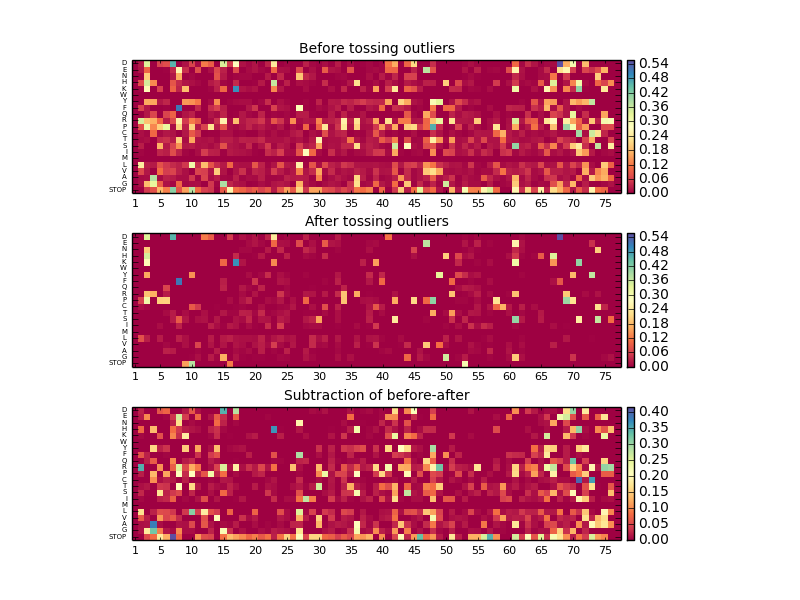 Before tossing outliers
D
E
N
H
K
W
Y
F
Q
R
P
C
T
S
I
M
L
V
A
G
STOP
1 5 10 15 20 25 30 35 40 45 50 55 60 65 70 75
0.54
0.48
0.42
0.36
0.30
0.24
0.18
0.12
0.06
0.00
After tossing outliers
D
E
N
H
K
W
Y
F
Q
R
P
C
T
S
I
M
L
V
A
G
STOP
1 5 10 15 20 25 30 35 40 45 50 55 60 65 70 75
0.54
0.48
0.42
0.36
0.30
0.24
0.18
0.12
0.06
0.00
Subtraction of before-after
D
E
N
H
K
W
Y
F
Q
R
P
C
T
S
I
M
L
V
A
G
STOP
1 5 10 15 20 25 30 35 40 45 50 55 60 65 70 75
0.40
0.35
0.30
0.25
0.20
0.15
0.10
0.05
0.00